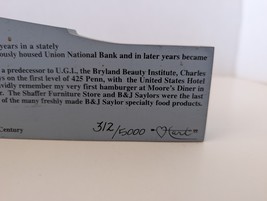 years in a stately
ously housed Union National Bank and in later years became
a predecessor to U.G.I., the Bryland Beauty Institute, Charles
s on the first level of 425 Penn, with the United States Hotel
vidly remember my very first hamburger at Moore's Diner in
r. The Shaffer Furniture Store and B&J Saylors were the last
of the many freshly made B&J Saylor specialty food products.
Century
312/5000